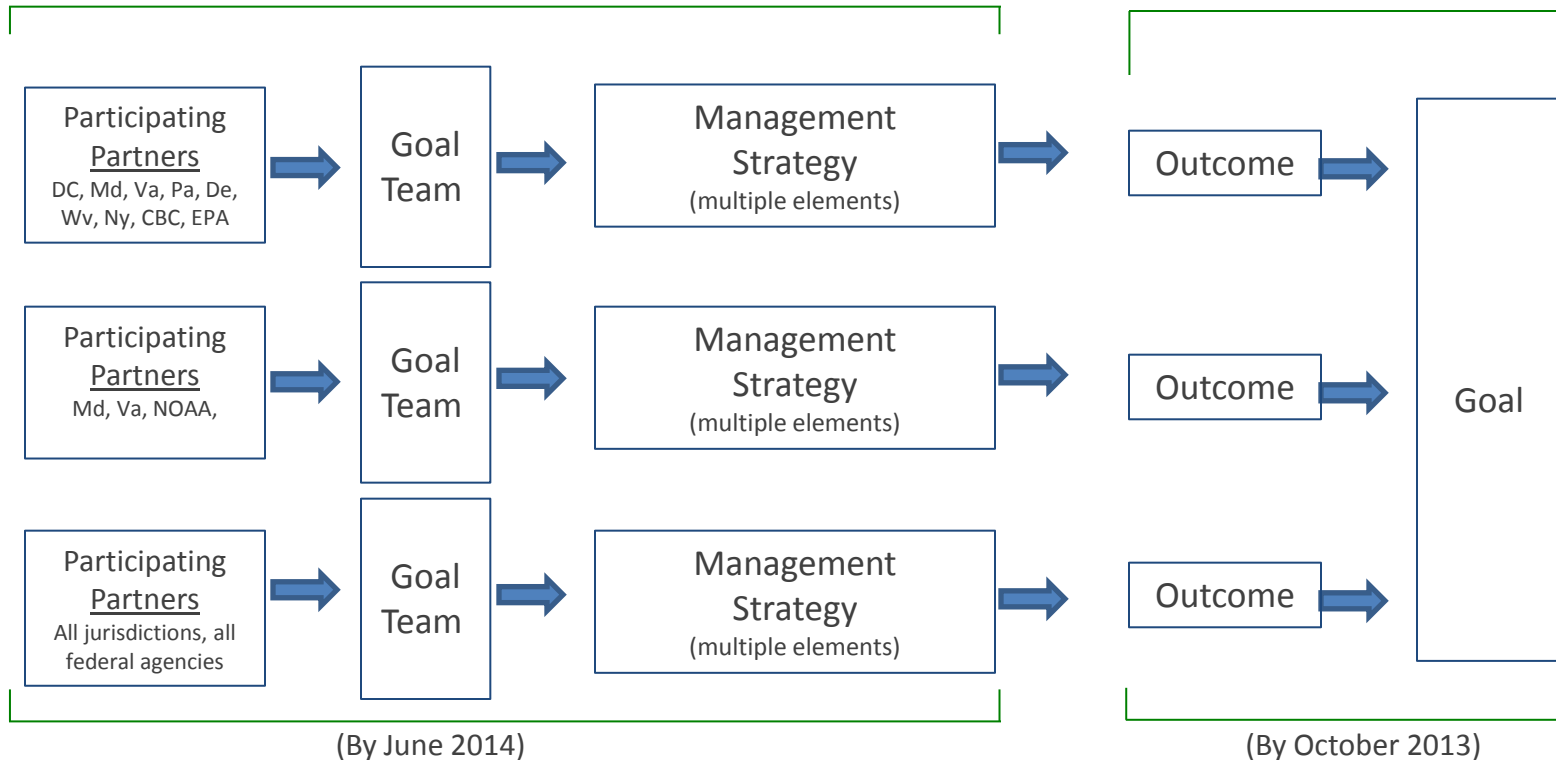 Participating
Partners
DC, Md, Va, Pa, De,
Wv, Ny, CBC, EPA
Goal
Team
Management
Strategy
(multiple elements)
Outcome
Participating
Partners
Md, Va, NOAA,
Goal
Team
Management
Strategy
(multiple elements)
Outcome
Goal
Participating
Partners
All jurisdictions, all
federal agencies
Goal
Team
Management
Strategy
(multiple elements)
Outcome
(By June 2014)
(By October 2013)